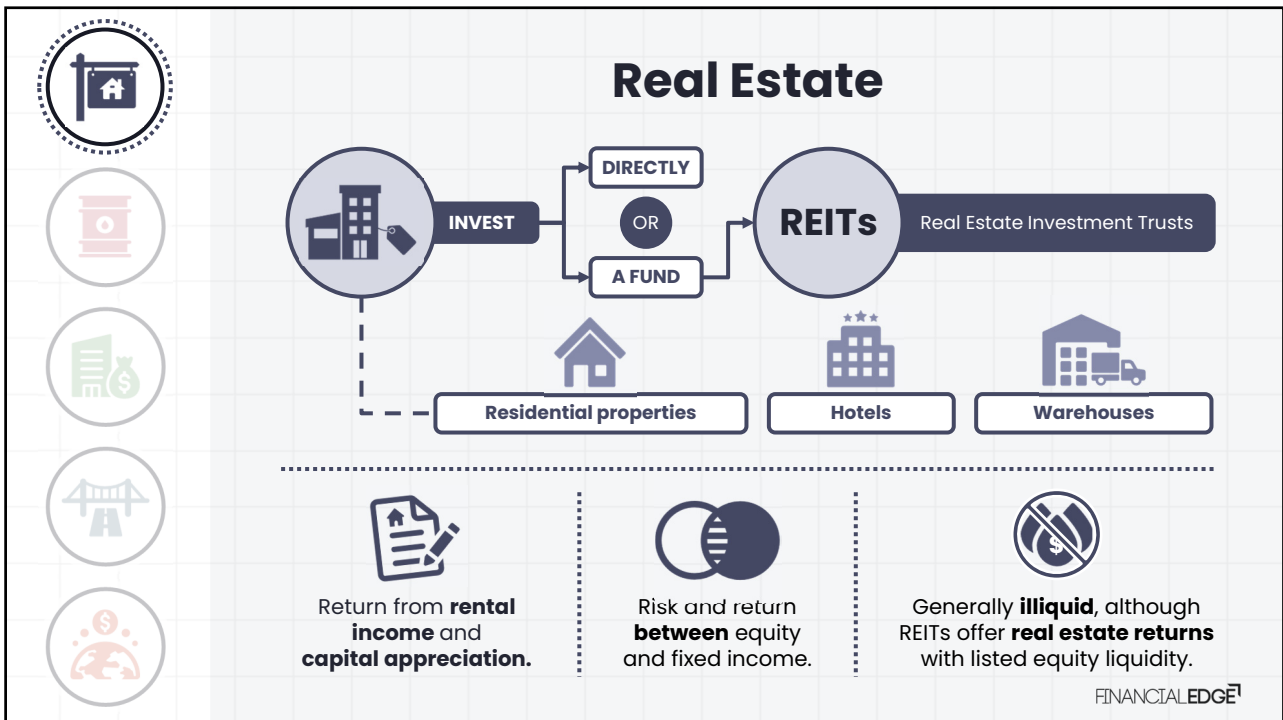 Real Estate
INVEST
DIRECTLY
OR
A FUND
REITs
Real Estate Investment Trusts
Residential properties
Hotels
Warehouses
Return from rental
income and
capital appreciation.
Risk and return
between equity
and fixed income.
Generally illiquid, although
REITs offer real estate returns
with listed equity liquidity.
FINANCIALEDGE